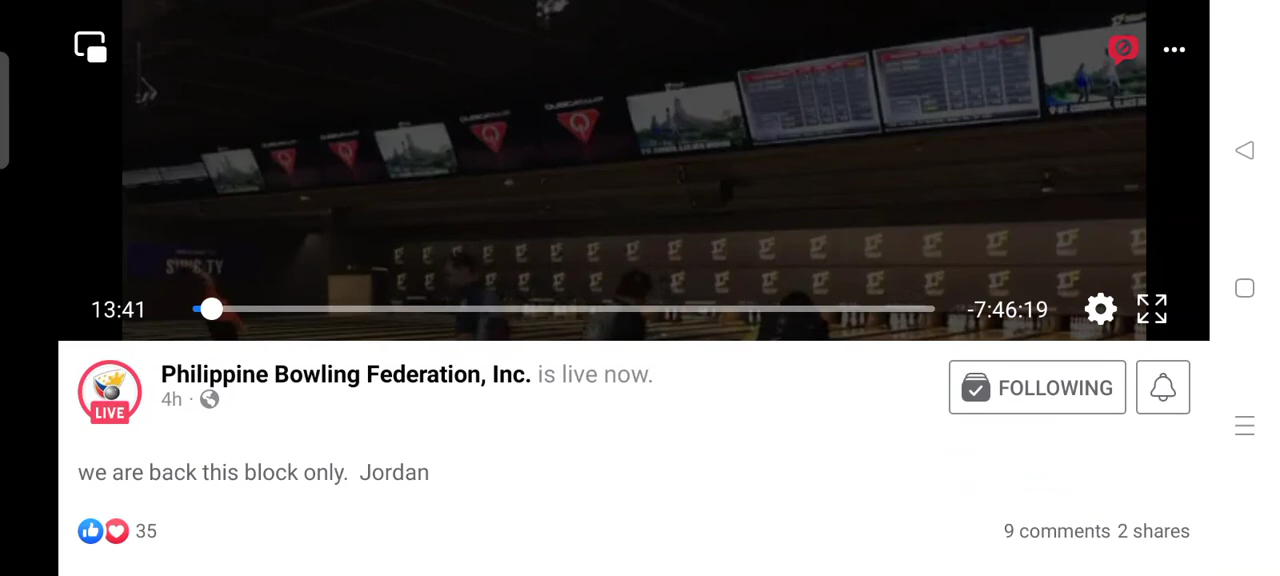 13:41
-7:46:19
Philippine Bowling Federation, Inc. is live now.
LIVE
4h ·
FOLLOWING
we are back this block only. Jordan
35
9 comments 2 shares